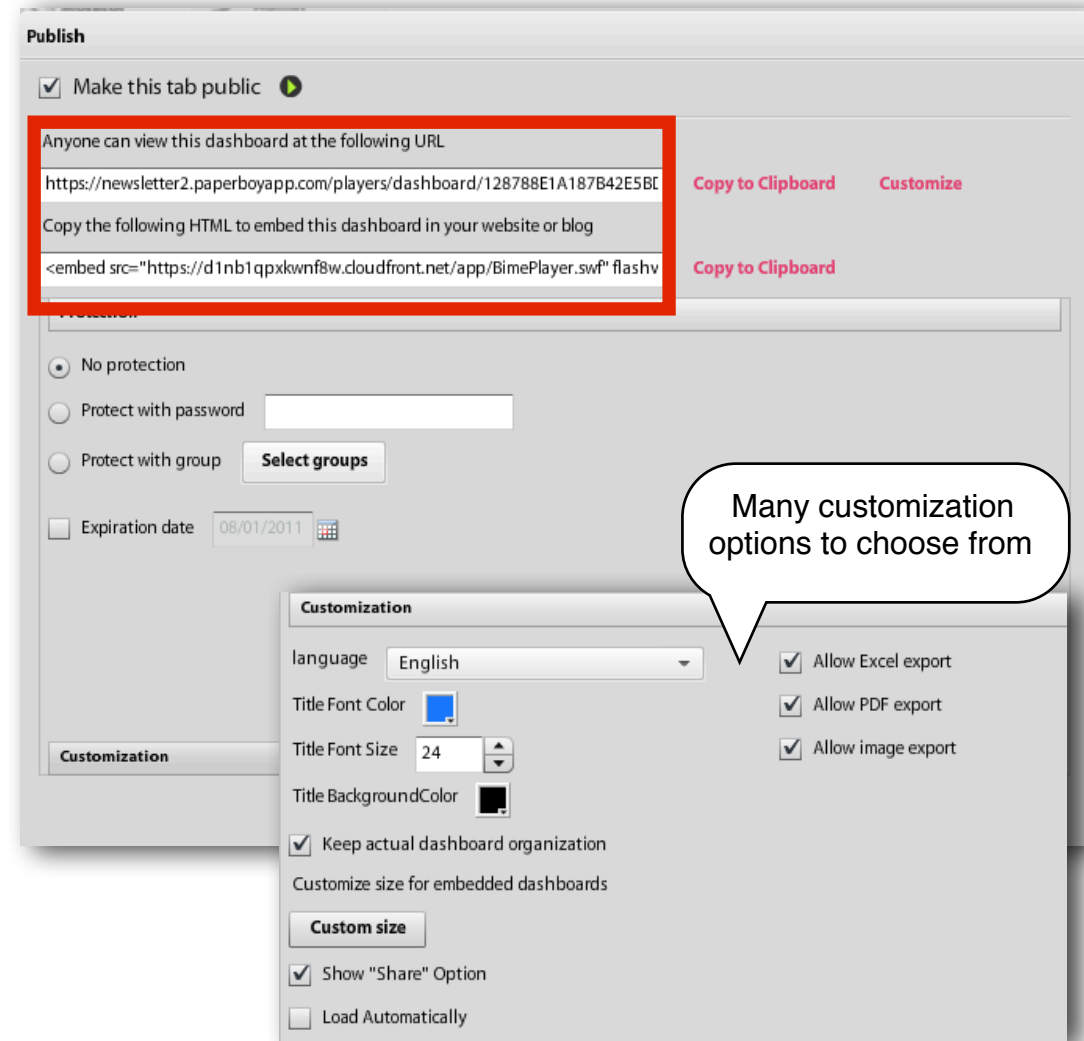 Publish
Make this tab public
Anyone can view this dashboard at the following URL
https://newsletter2.paperboyapp.com/players/dashboard/128788E1A187B42E5BD
Copy to Clipboard
Customize
Copy the following HTML to embed this dashboard in your website or blog
<embed src="https://d1nb1qpxkwnf8w.cloudfront.net/app/BimePlayer.swf" flashv
Copy to Clipboard
Protection
No protection
Protect with password
Protect with group
Select groups
Expiration date
08/01/2011
Many customization
options to choose from
Customization
Customization
language
English
Allow Excel export
Title Font Color
Allow PDF export
Title Font Size
24
Allow image export
Title BackgroundColor
Keep actual dashboard organization
Customize size for embedded dashboards
Custom size
Show "Share" Option
Load Automatically